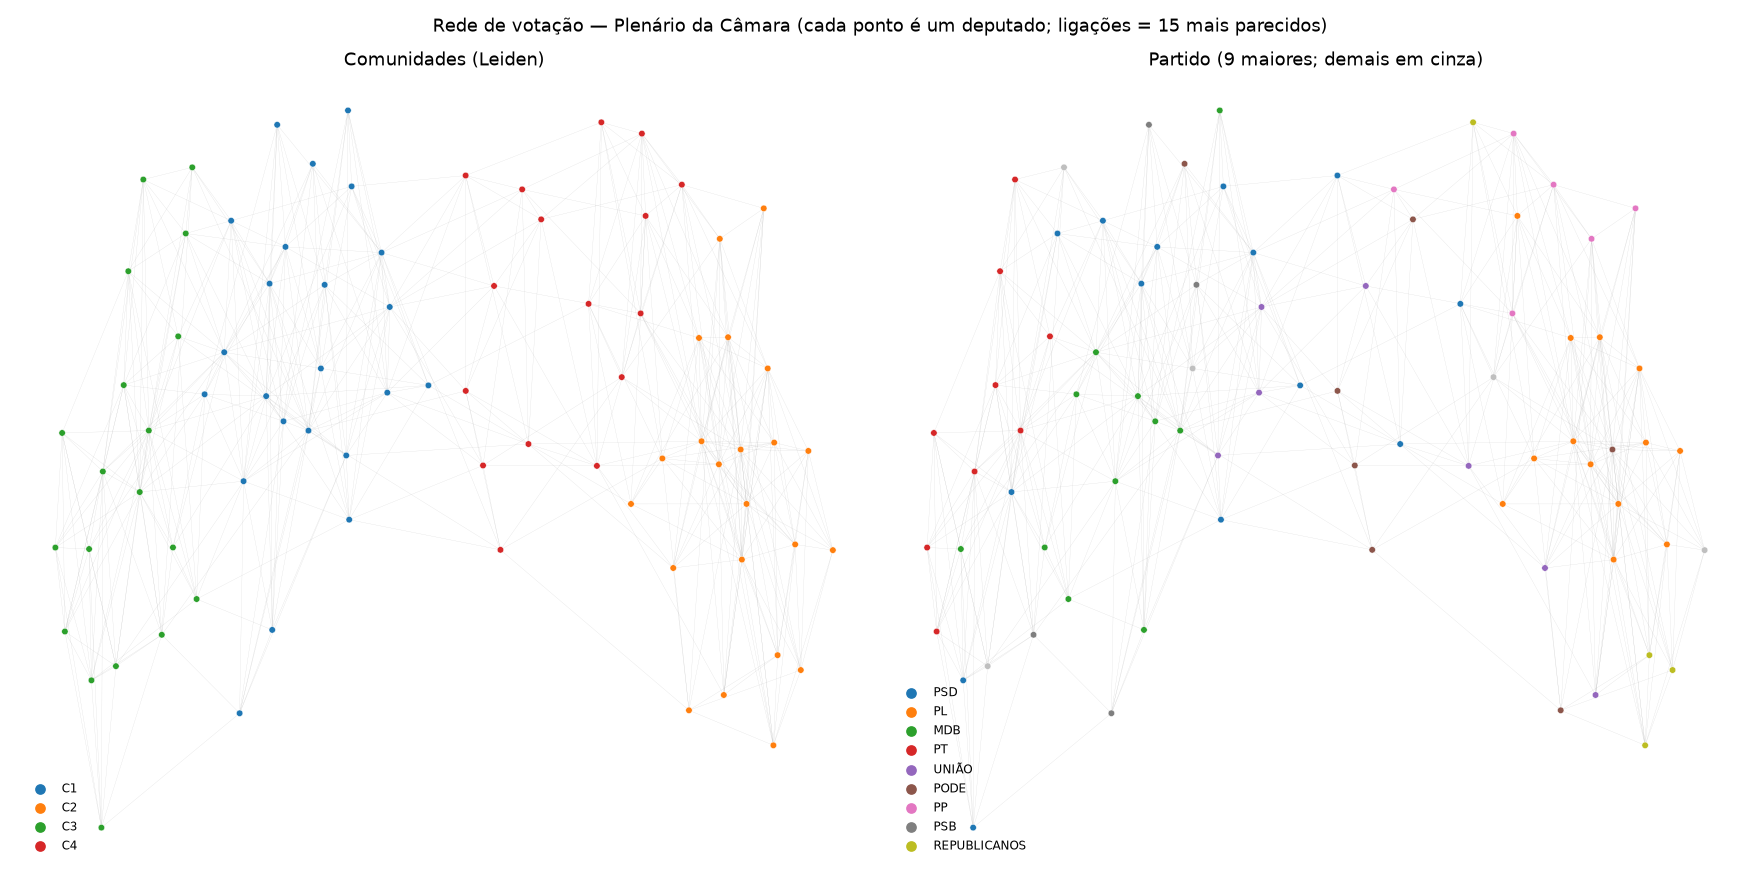 Rede de votação — Plenário da Câmara (cada ponto é um deputado; ligações = 15 mais parecidos)
Comunidades (Leiden)
C1
C2
C3
C4
Partido (9 maiores; demais em cinza)
PSD
PL
MDB
PT
UNIÃO
PODE
PP
PSB
REPUBLICANOS